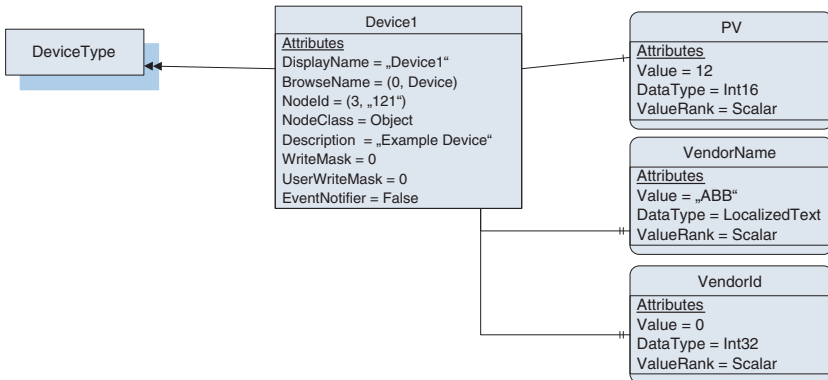 DeviceType
Device1
Attributes
DisplayName = „Device1“
BrowseName = (0, Device)
NodeId = (3, „121“)
NodeClass = Object
Description = „Example Device“
WriteMask = 0
UserWriteMask = 0
EventNotifier = False
PV
Attributes
Value = 12
DataType = Int16
ValueRank = Scalar
VendorName
Attributes
Value = „ABB“
DataType = LocalizedText
ValueRank = Scalar
VendorId
Attributes
Value = 0
DataType = Int32
ValueRank = Scalar